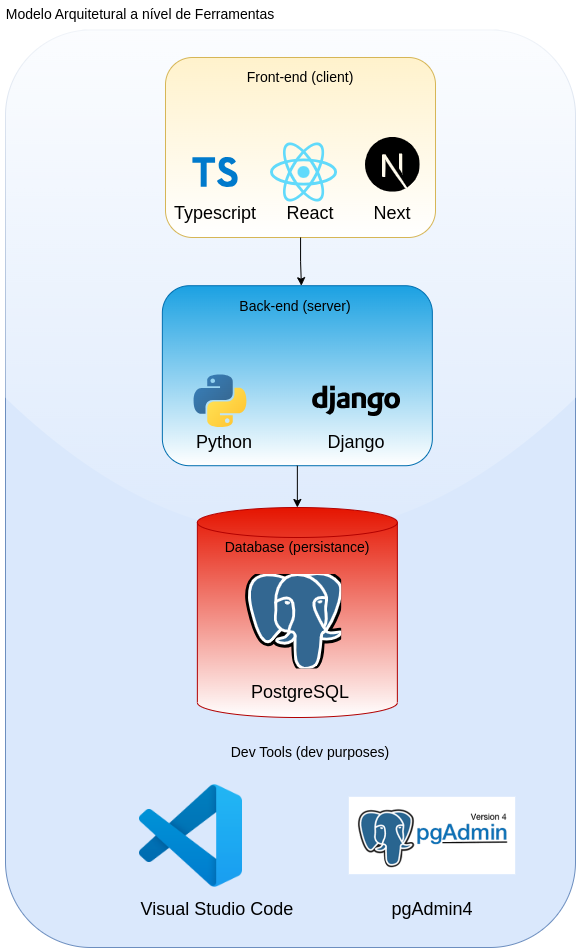 Modelo Arquitetural a nível de Ferramentas
Front-end (client)
TS
N
Typescript React Next
Back-end (server)
django
Python Django
Database (persistance)
PostgreSQL
Dev Tools (dev purposes)
Version 4
pgAdmin
Visual Studio Code pgAdmin4